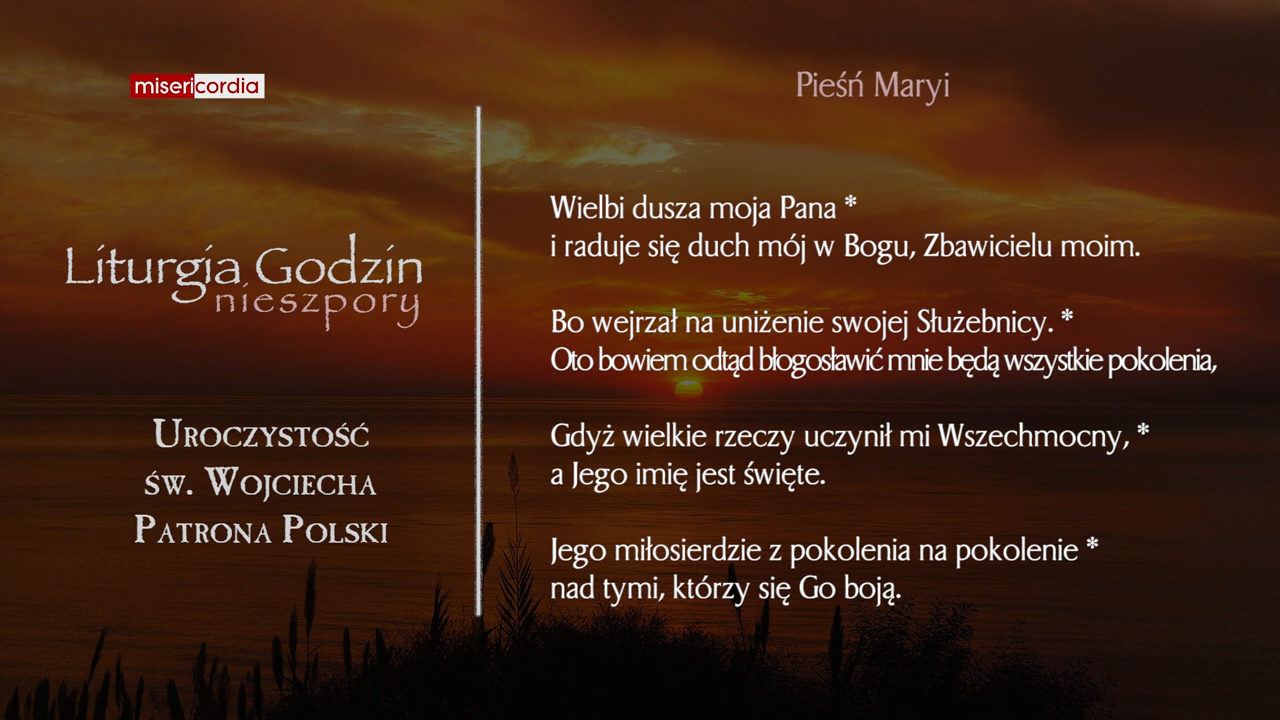 misericordia
Liturgia Godzin
nieszpory
Uroczystość
św. Wojciecha
Patrona Polski
Pieśń Maryi
Wielbi dusza moja Pana *
i raduje się duch mój w Bogu, Zbawicielu moim.
Bo wejrzał na uniżenie swojej Służebnicy. *
Oto bowiem odtąd błogosławić mnie będą wszystkie pokolenia,
Gdyż wielkie rzeczy uczynił mi Wszechmocny, *
a Jego imię jest święte.
Jego miłosierdzie z pokolenia na pokolenie *
nad tymi, którzy się Go boją.